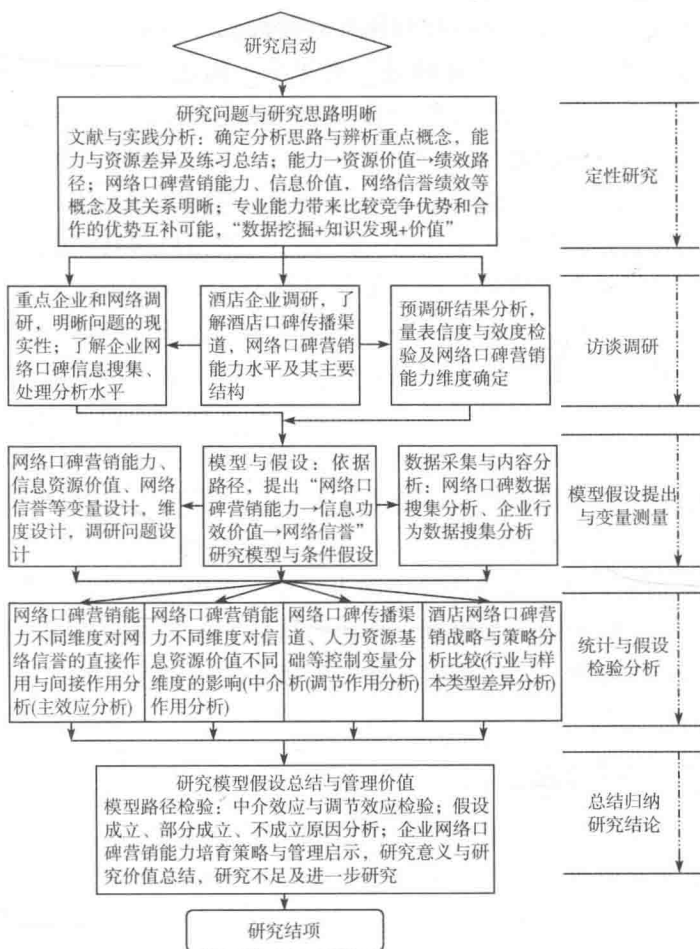 研究启动
研究问题与研究思路明晰
文献与实践分析：确定分析思路与辨析重点概念，能
力与资源差异及练习总结；能力→资源价值→绩效路
径；网络口碑营销能力、信息价值，网络信誉绩效等
概念及其关系明晰；专业能力带来比较竞争优势和合
作的优势互补可能，“数据挖掘+知识发现+价值”
定性研究
重点企业和网络调
研，明晰问题的现
实性；了解企业网
络口碑信息搜集、
处理分析水平
酒店企业调研，了
解酒店口碑传播渠
道，网络口碑营销
能力水平及其主要
结构
预调研结果分析，
量表信度与效度检
验及网络口碑营销
能力维度确定
访谈调研
网络口碑营销能力、
信息资源价值、网络
信誉等变量设计，维
度设计，调研问题设
计
模型与假设：依据
路径，提出“网络口
碑营销能力→信息功
效价值→网络信誉”
研究模型与条件假设
数据采集与内容分
析：网络口碑数据
搜集分析、企业行
为数据搜集分析
模型假设提出
与变量测量
网络口碑营销能
力不同维度对网
络信誉的直接作
用与间接作用分
析(主效应分析)
网络口碑营销能
力不同维度对信
息资源价值不同
维度的影响(中介
作用分析)
网络口碑传播渠
道、人力资源基
础等控制变量分
析(调节作用分析)
酒店网络口碑营
销战略与策略分
析比较(行业与样
本类型差异分析)
统计与假设
检验分析
研究模型假设总结与管理价值
模型路径检验：中介效应与调节效应检验；假设
成立、部分成立、不成立原因分析；企业网络口
碑营销能力培育策略与管理启示，研究意义与研
究价值总结，研究不足及进一步研究
总结归纳
研究结论
研究结项